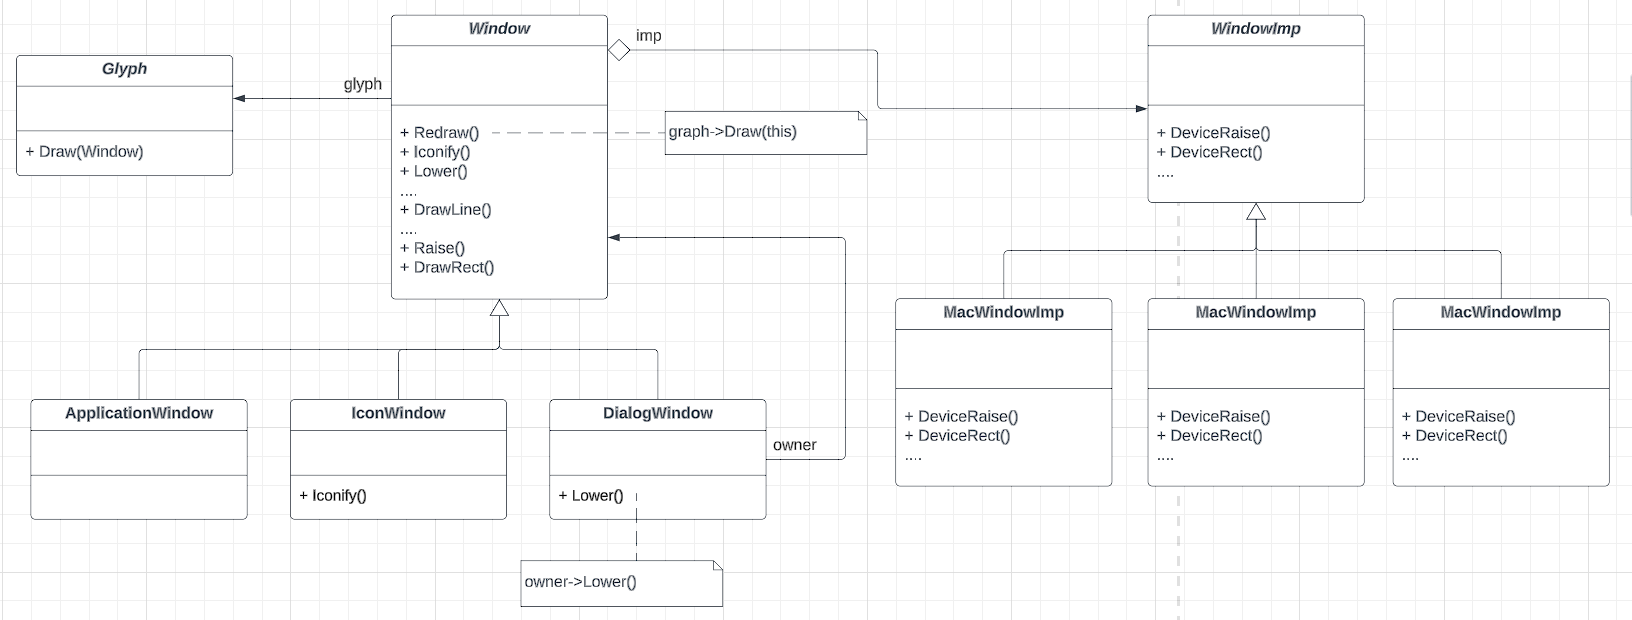 Glyph
+ Draw(Window)
glyph
Window
+ Redraw()
+ Iconify()
+ Lower()
....
+ DrawLine()
....
+ Raise()
+ DrawRect()
imp
graph->Draw(this)
WindowImp
+ DeviceRaise()
+ DeviceRect()
....
ApplicationWindow
IconWindow
+ Iconify()
DialogWindow
+ Lower()
owner
owner->Lower()
MacWindowImp
+ DeviceRaise()
+ DeviceRect()
....
MacWindowImp
+ DeviceRaise()
+ DeviceRect()
....
MacWindowImp
+ DeviceRaise()
+ DeviceRect()
....